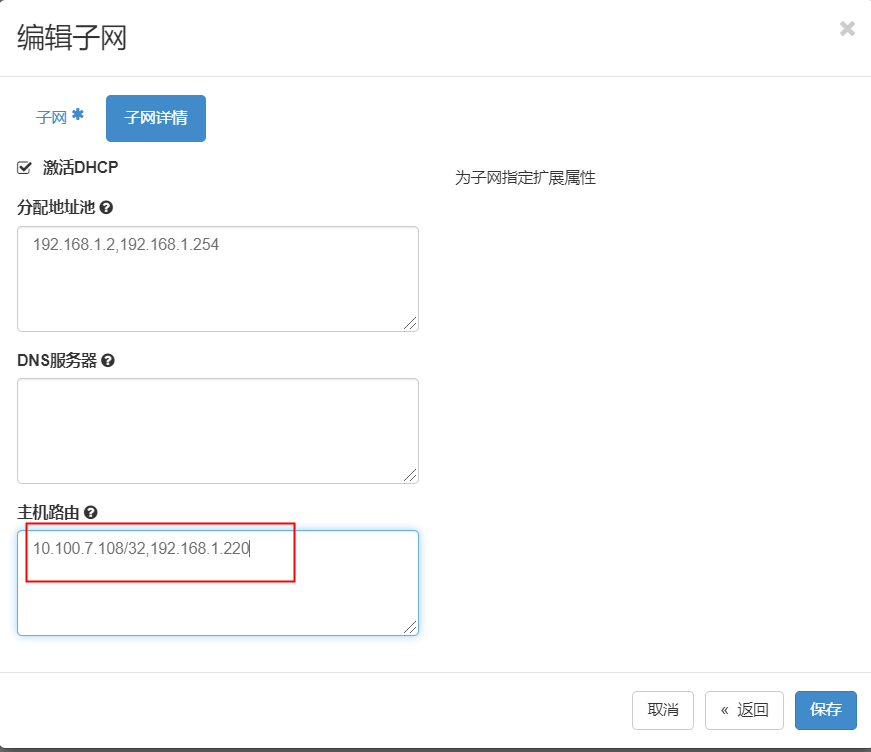 编辑子网
×
子网 *
子网详情
激活DHCP
为子网指定扩展属性
分配地址池
192.168.1.2,192.168.1.254
DNS服务器
主机路由
10.100.7.108/32,192.168.1.220
取消
« 返回
保存